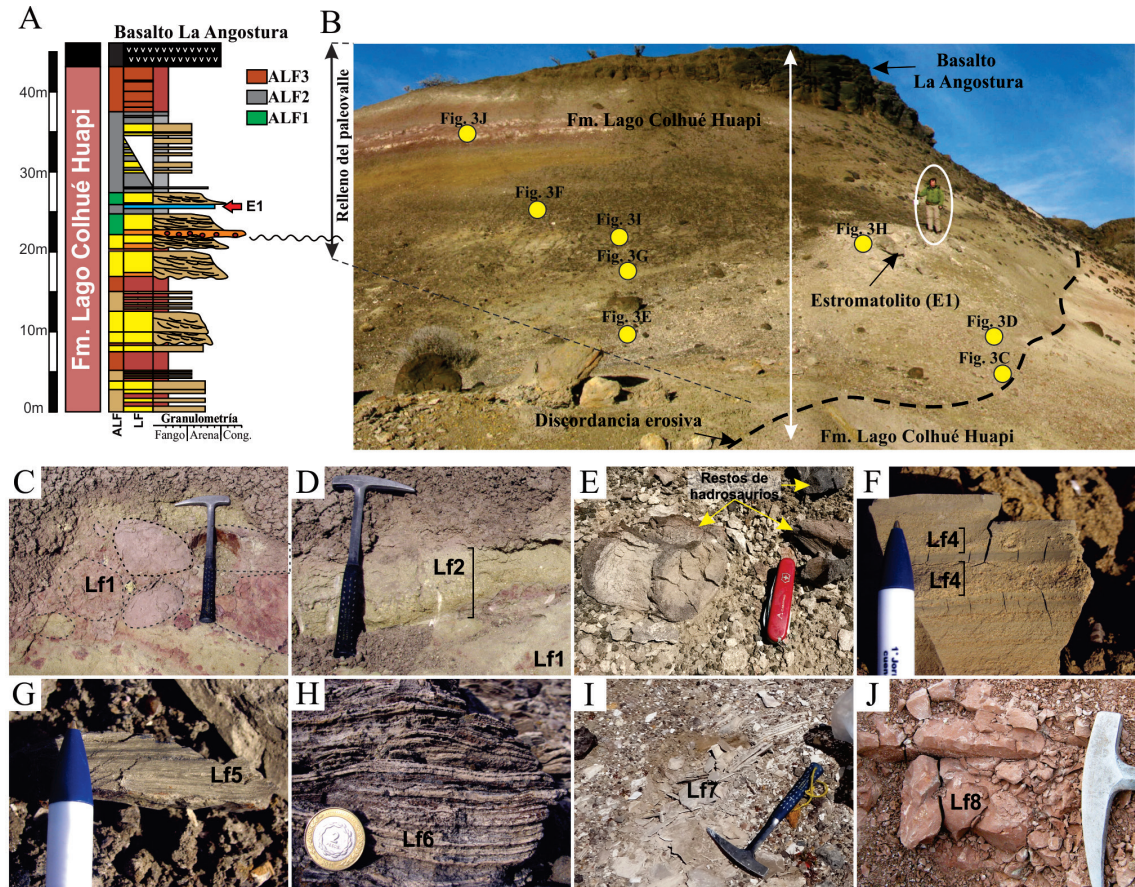 A
Basalto La Angostura
ALF3
ALF2
ALF1
40m
30m
20m
10m
0m
Fm. Lago Colhué Huapi
E1
Relleno del paleovalle
ALF
LF
Granulometría
Fango
Arena
Cong.
B
Basalto
La Angostura
Fig. 3J
Fm. Lago Colhué Huapi
Fig. 3F
Fig. 3I
Fig. 3G
Fig. 3H
Estromatolito (E1)
Fig. 3E
Fig. 3D
Fig. 3C
Discordancia erosiva
Fm. Lago Colhué Huapi
C
Lf1
D
Lf2
Lf1
E
Restos de
hadrosaurios
F
Lf4
Lf4
G
Lf5
H
Lf6
2
I
Lf7
J
Lf8